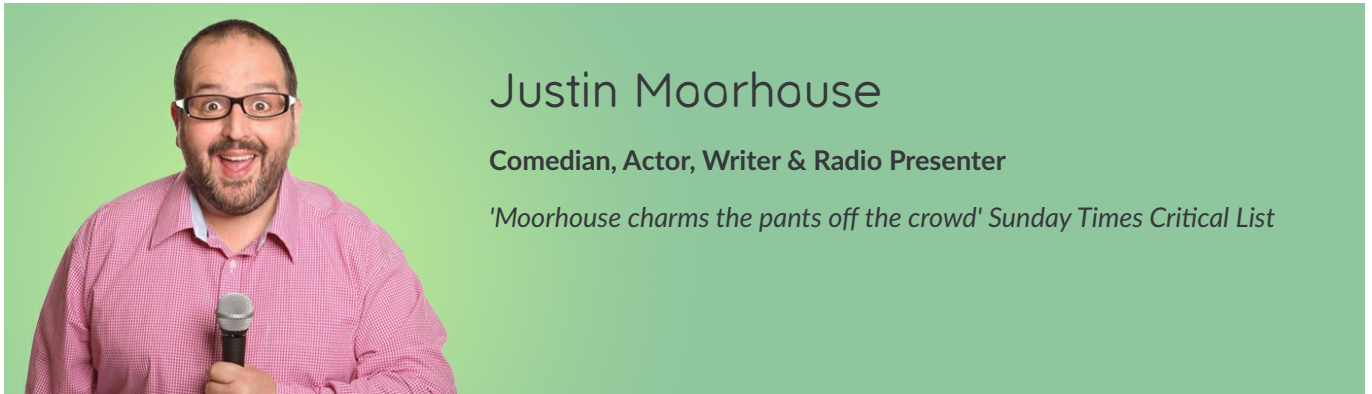 Justin Moorhouse
Comedian, Actor, Writer & Radio Presenter
'Moorhouse charms the pants off the crowd' Sunday Times Critical List